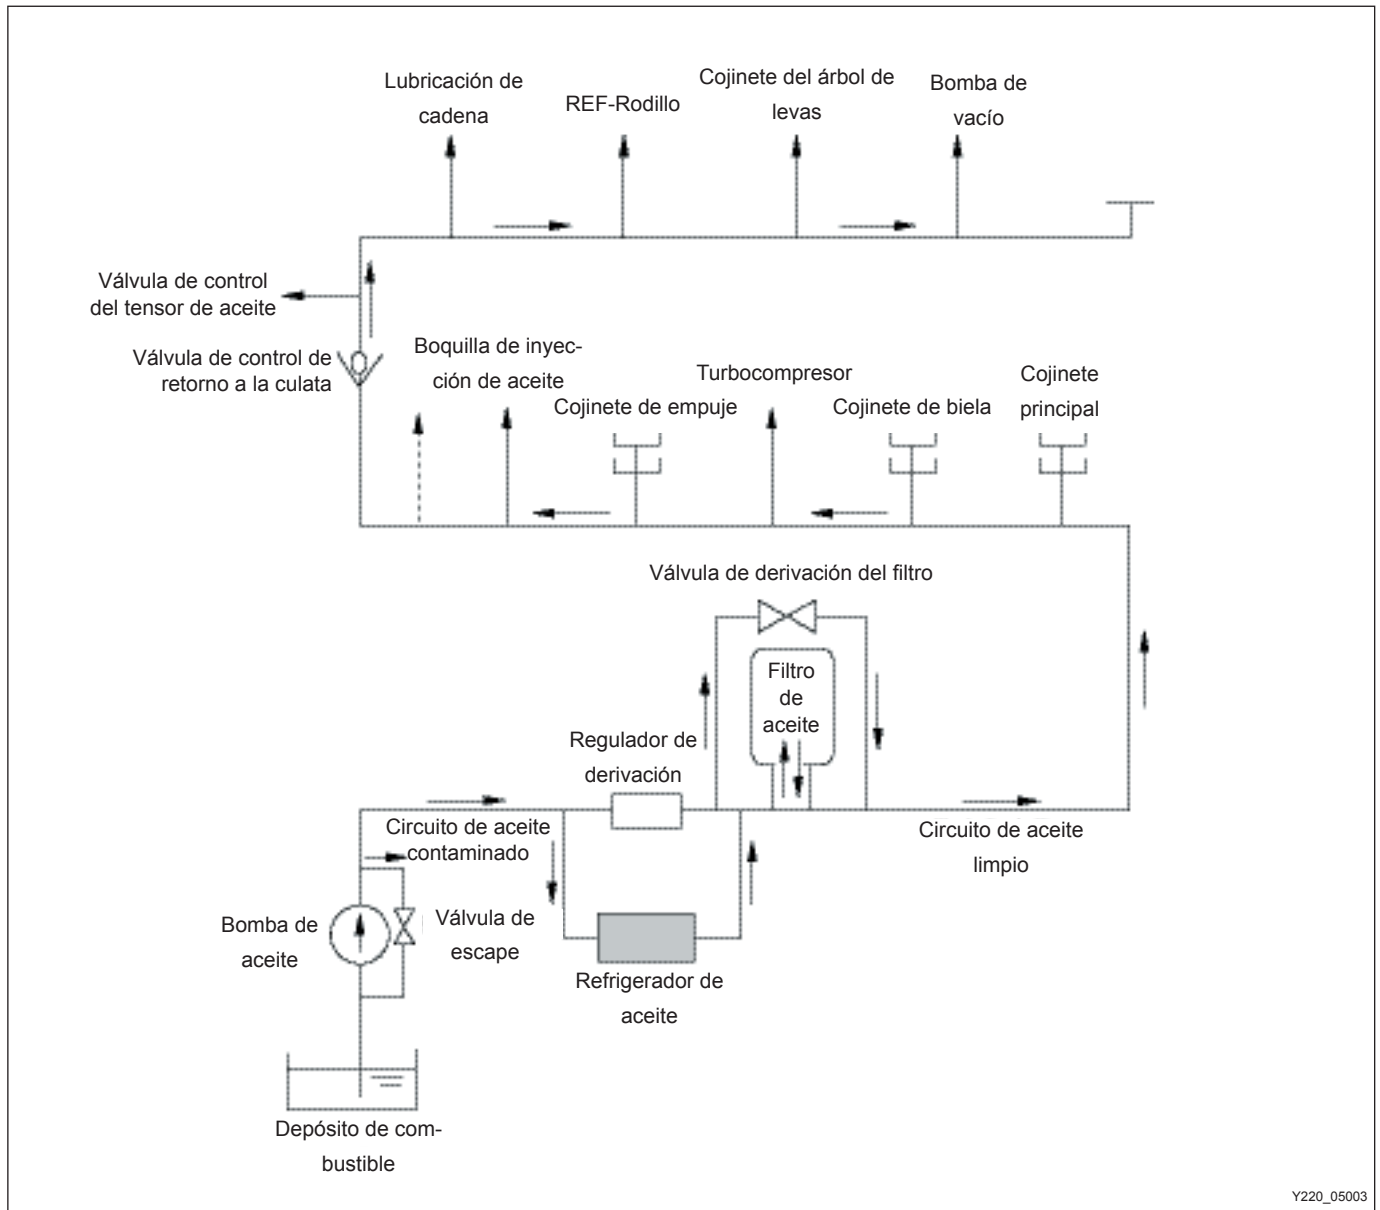 Lubricación de
cadena
REF-Rodillo
Cojinete del árbol de
levas
Bomba de
vacío
Válvula de control
del tensor de aceite
Válvula de control de
retorno a la culata
Boquilla de inyec-
ción de aceite
Cojinete de empuje
Turbocompresor
Cojinete de biela
Cojinete
principal
Válvula de derivación del filtro
Filtro
de
aceite
Regulador de
derivación
Circuito de aceite
contaminado
Circuito de aceite
limpio
Bomba de
aceite
Válvula de
escape
Refrigerador de
aceite
Depósito de com-
bustible
Y220_05003